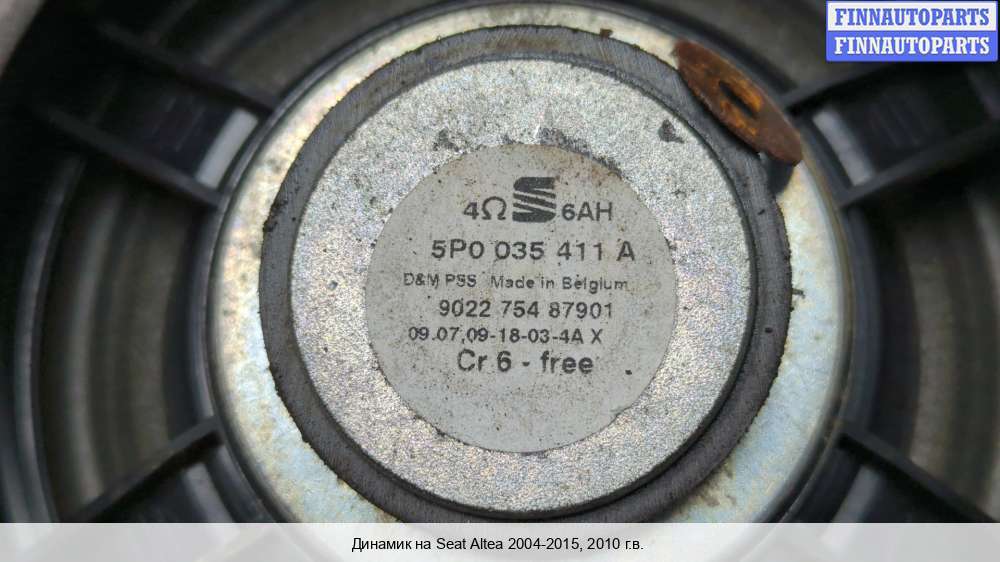 FINNAUTOPARTS
FINNAUTOPARTS
4Ω 6AH
5P0 035 411 A
D&M PSS Made in Belgium
9022 754 87901
09.07.09-18-03-4A X
Cr 6 - free
Динамик на Seat Altea 2004-2015, 2010 г.в.